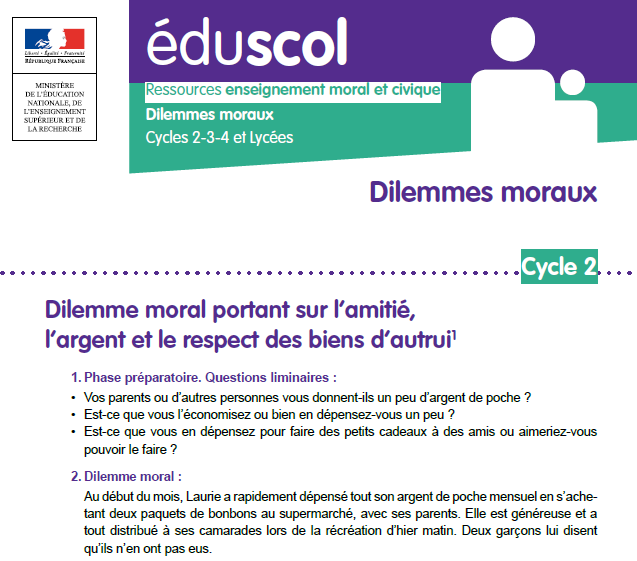 Liberté • Égalité • Fraternité
RÉPUBLIQUE FRANÇAISE
MINISTÈRE
DE L'ÉDUCATION
NATIONALE, DE
L'ENSEIGNEMENT
SUPÉRIEUR ET DE
LA RECHERCHE
éduscol
Ressources enseignement moral et civique
Dilemmes moraux
Cycles 2-3-4 et Lycées
Dilemmes moraux
Cycle 2
Dilemme moral portant sur l'amitié,
l'argent et le respect des biens d'autrui1
1. Phase préparatoire. Questions liminaires :
• Vos parents ou d'autres personnes vous donnent-ils un peu d'argent de poche ?
• Est-ce que vous l'économisez ou bien en dépensez-vous un peu ?
• Est-ce que vous en dépensez pour faire des petits cadeaux à des amis ou aimeriez-vous
pouvoir le faire ?
2. Dilemme moral :
Au début du mois, Laurie a rapidement dépensé tout son argent de poche mensuel en s'ache-
tant deux paquets de bonbons au supermarché, avec ses parents. Elle est généreuse et a
tout distribué à ses camarades lors de la récréation d'hier matin. Deux garçons lui disent
qu'ils n'en ont pas eus.